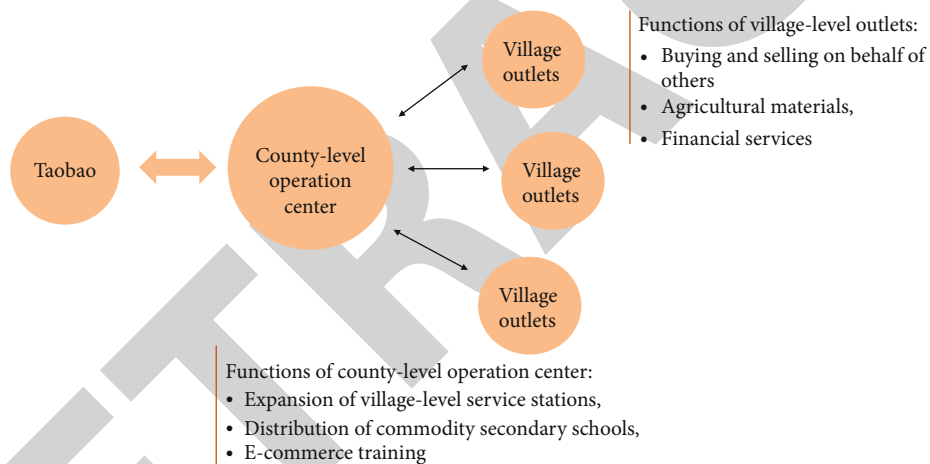 Taobao
County-level
operation
center
Village
outlets
Village
outlets
Village
outlets
Functions of village-level outlets:
• Buying and selling on behalf of
others
• Agricultural materials,
• Financial services
Functions of county-level operation center:
• Expansion of village-level service stations,
• Distribution of commodity secondary schools,
• E-commerce training